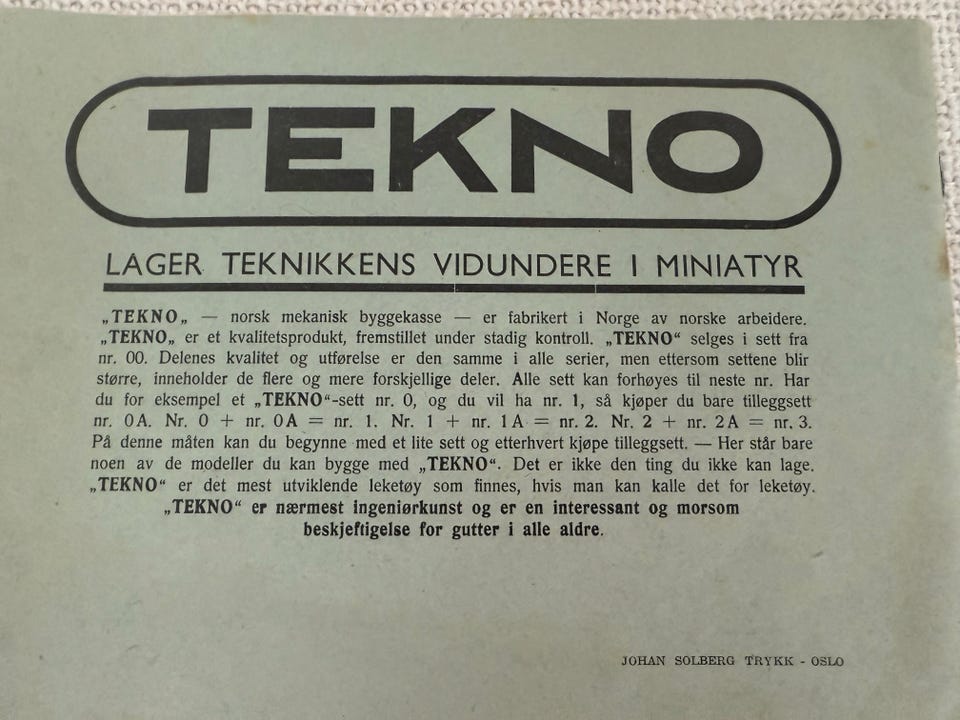 TEKNO
LAGER TEKNIKKENS VIDUNDERE I MINIATYR
„TEKNO„ — norsk mekanisk byggekasse — er fabrikert i Norge av norske arbeidere.
„TEKNO„ er et kvalitetsprodukt, fremstillet under stadig kontroll. „TEKNO“ selges i sett fra
nr. 00. Delenes kvalitet og utførelse er den samme i alle serier, men ettersom settene blir
større, inneholder de flere og mere forskjellige deler. Alle sett kan forhøyes til neste nr. Har
du for eksempel et „TEKNO“-sett nr. 0, og du vil ha nr. 1, så kjøper du bare tilleggsett
nr. 0A. Nr. 0 + nr. 0A = nr. 1. Nr. 1 + nr. 1A = nr. 2. Nr. 2 + nr. 2A = nr. 3.
På denne måten kan du begynne med et lite sett og etterhvert kjøpe tilleggsett. — Her står bare
noen av de modeller du kan bygge med „TEKNO“. Det er ikke den ting du ikke kan lage.
„TEKNO“ er det mest utviklende leketøy som finnes, hvis man kan kalle det for leketøy.
„TEKNO“ er nærmest ingeniørkunst og er en interessant og morsom
beskjeftigelse for gutter i alle aldre.
JOHAN SOLBERG TRYKK - OSLO